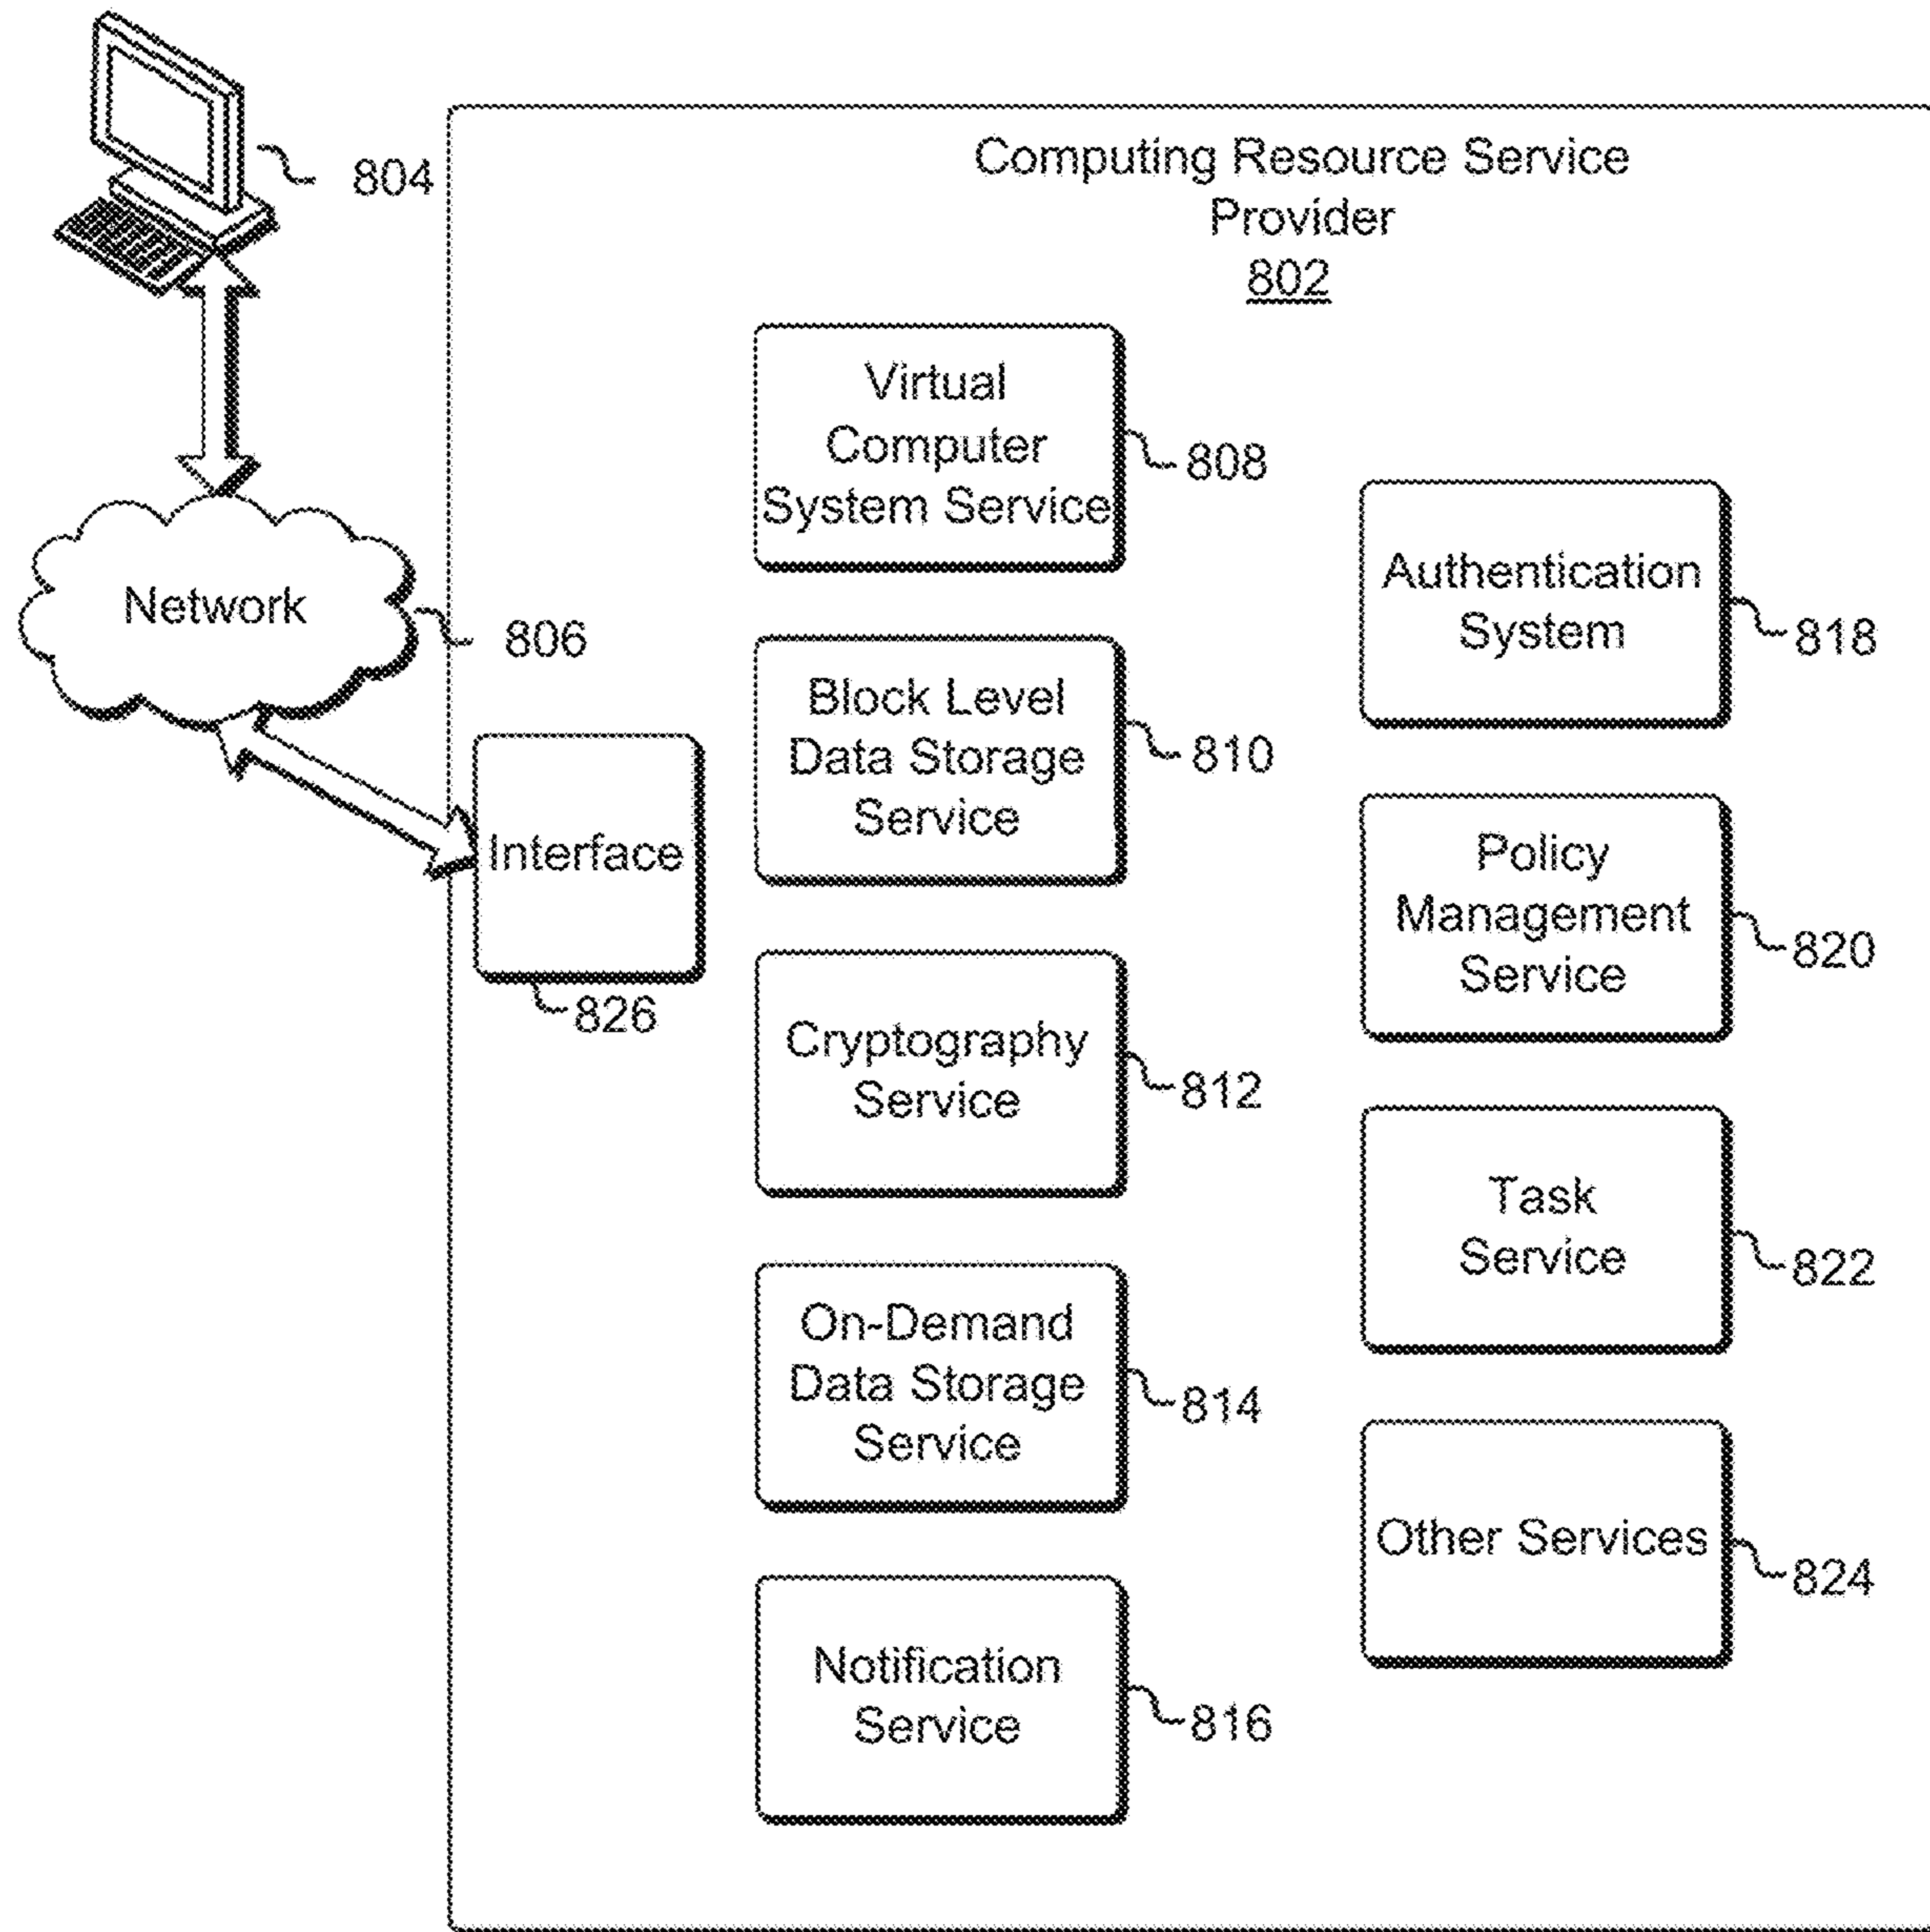 804
Computing Resource Service
Provider
802
Virtual
Computer
System Service
808
Network
806
Authentication
System
818
Block Level
Data Storage
Service
810
Interface
826
Policy
Management
Service
820
Cryptography
Service
812
Task
Service
822
On-Demand
Data Storage
Service
814
Other Services
824
Notification
Service
816